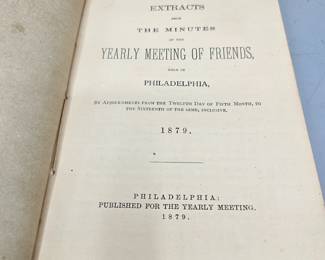 EXTRACTS
FROM
THE MINUTES
OF THE
YEARLY MEETING OF FRIENDS,
HELD IN
PHILADELPHIA,
BY ADJOURNMENTS FROM THE TWELFTH DAY OF FIFTH MONTH, TO
THE SIXTEENTH OF THE SAME, INCLUSIVE.
1879.
PHILADELPHIA:
PUBLISHED FOR THE YEARLY MEETING.
1879.